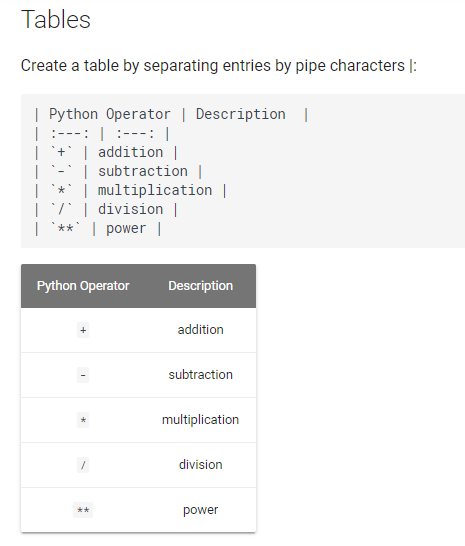 Tables
Create a table by separating entries by pipe characters |:
| Python Operator | Description  |
| :---: | :---: |
| `+` | addition |
| `-` | subtraction |
| `*` | multiplication |
| `/` | division |
| `**` | power |
Python Operator Description
+ addition
- subtraction
* multiplication
/ division
** power